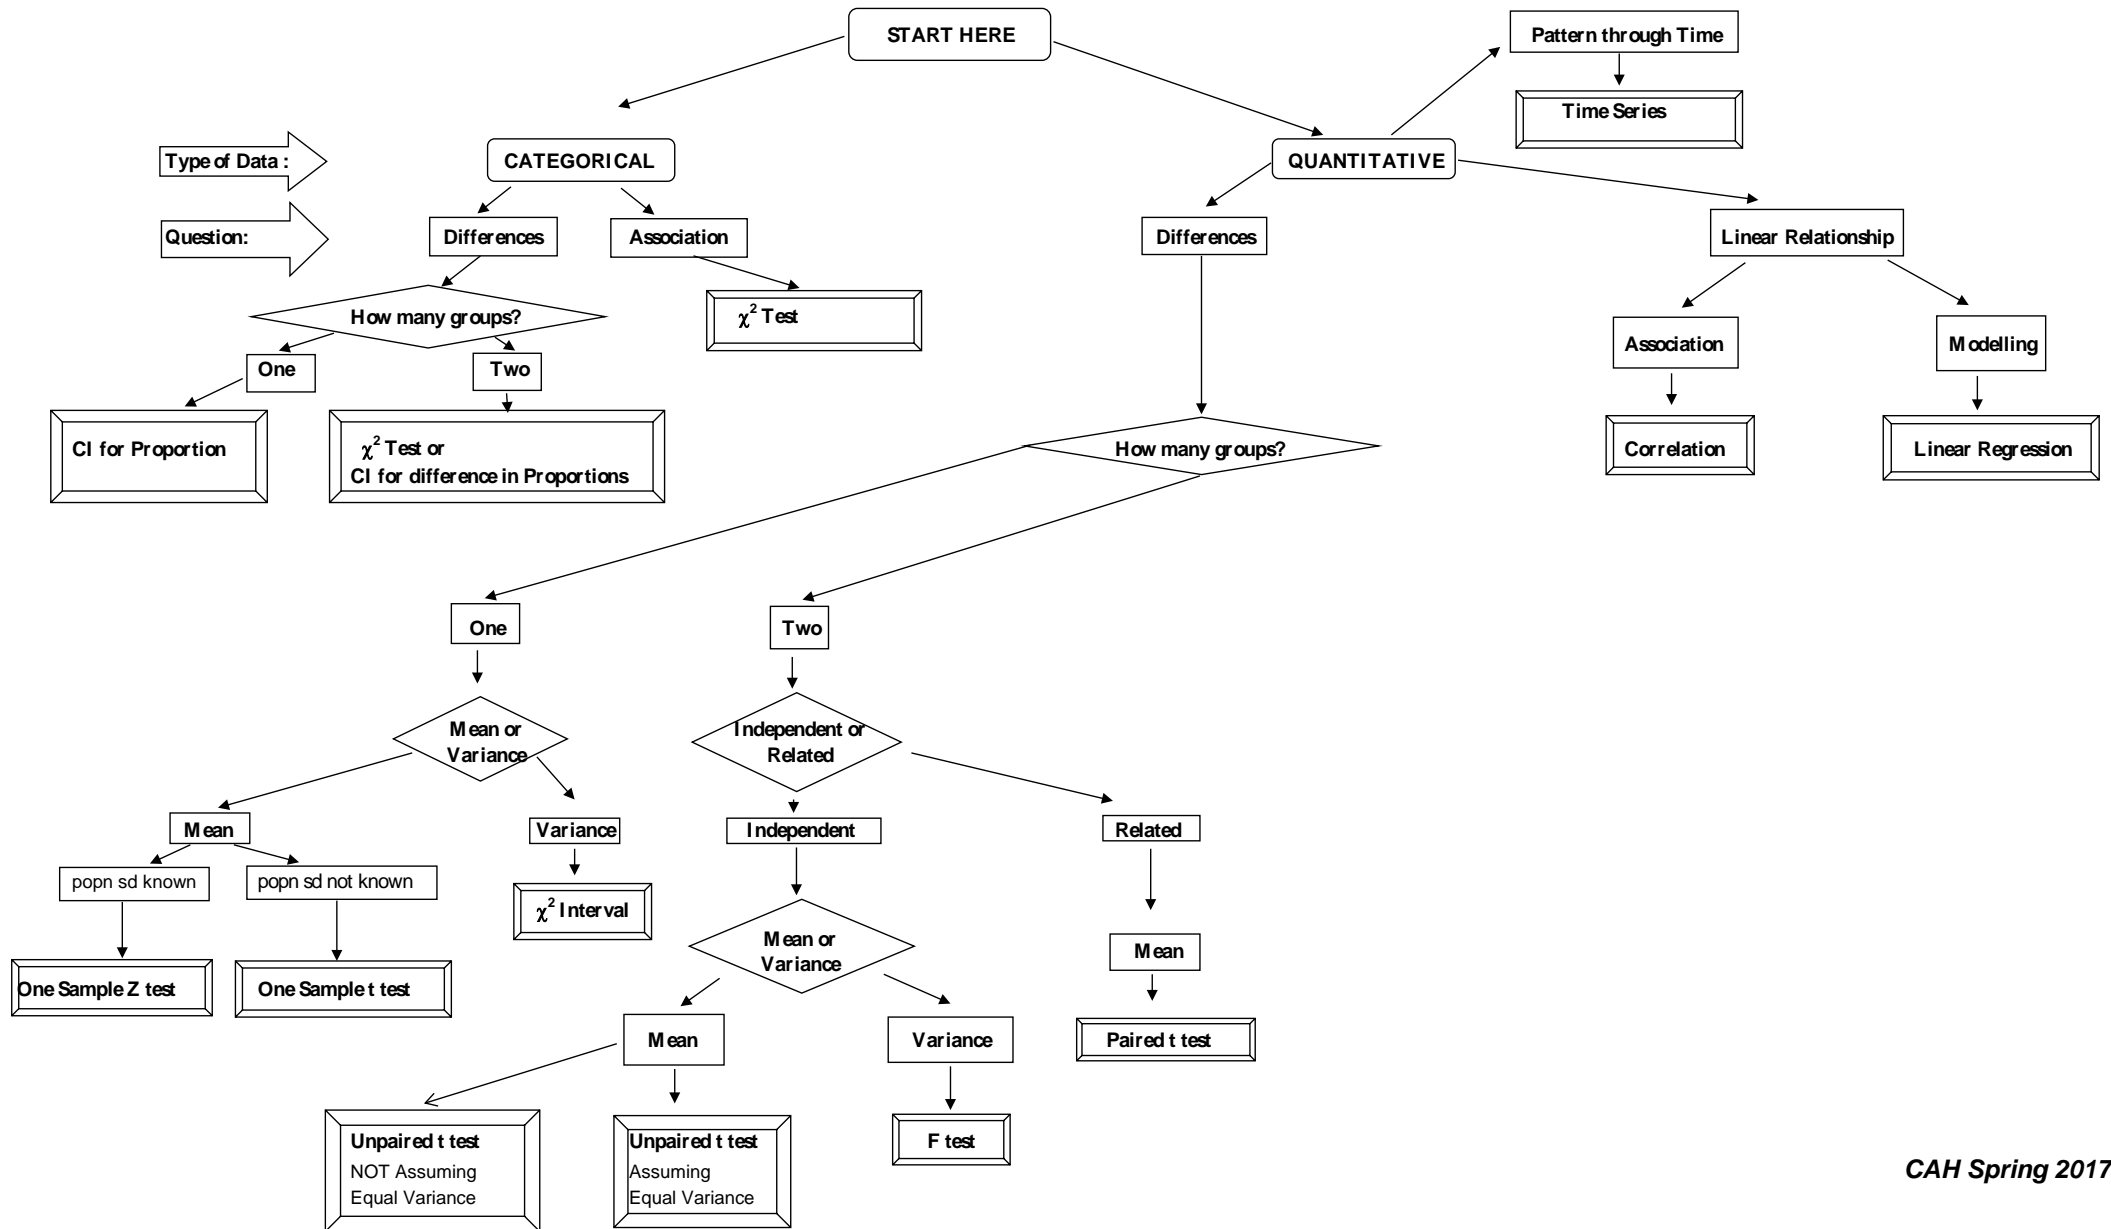 START HERE
Pattern through Time
Time Series
Type of Data :
CATEGORICAL
QUANTITATIVE
Question:
Differences
Association
Differences
Linear Relationship
How many groups?
χ² Test
One
Two
Association
Modelling
CI for Proportion
χ² Test or
CI for difference in Proportions
How many groups?
Correlation
Linear Regression
One
Two
Mean or
Variance
Independent or
Related
Mean
Variance
Independent
Related
popn sd known
popn sd not known
χ² Interval
Mean or
Variance
Mean
One Sample Z test
One Sample t test
Mean
Variance
Paired t test
Unpaired t test
NOT Assuming
Equal Variance
Unpaired t test
Assuming
Equal Variance
F test
CAH Spring 2017